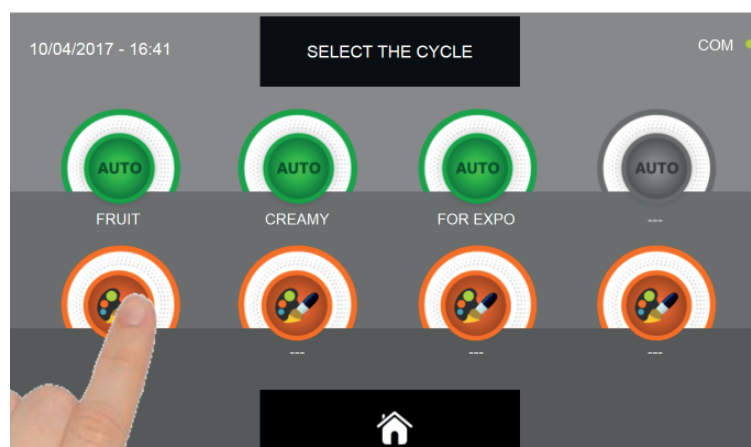 10/04/2017 - 16:41
SELECT THE CYCLE
COM
AUTO AUTO AUTO AUTO
FRUIT CREAMY FOR EXPO ---
--- --- ---